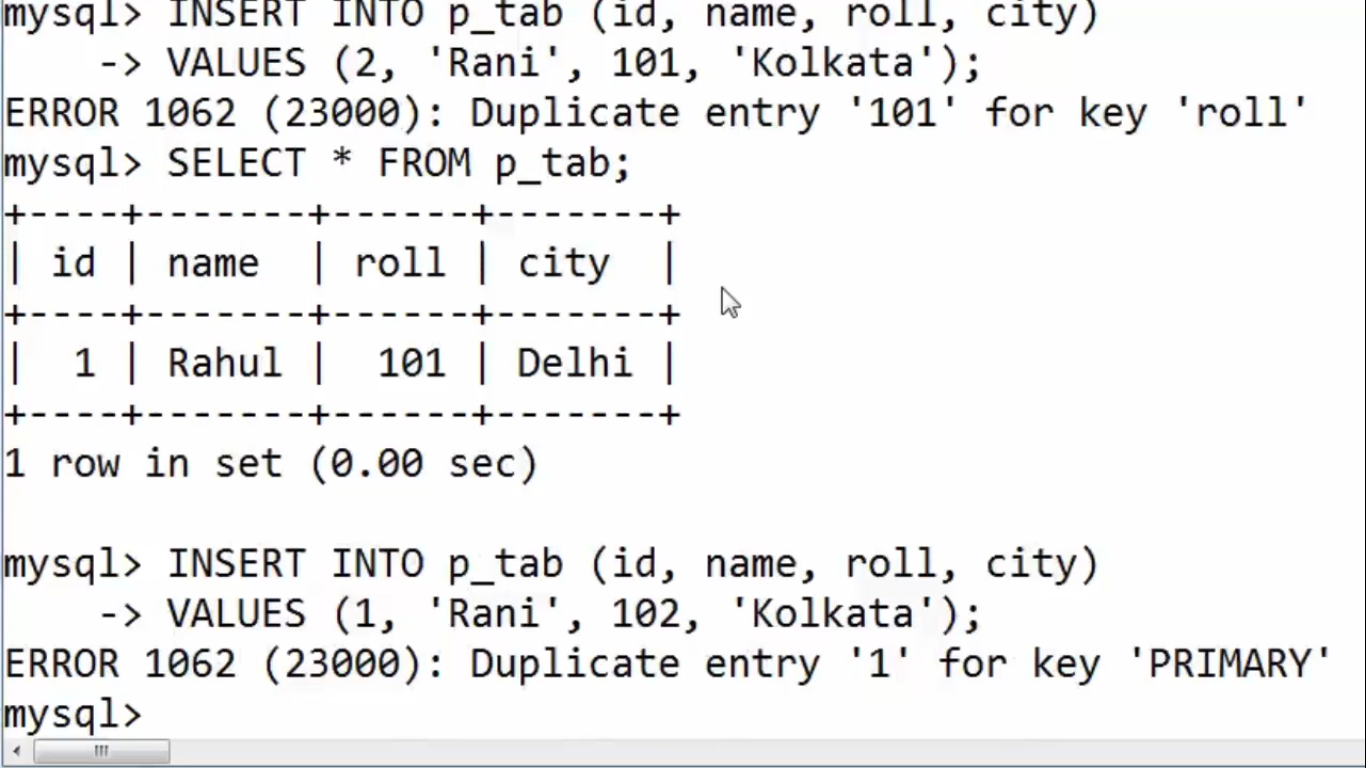 mysql> INSERT INTO p_tab (id, name, roll, city)
    -> VALUES (2, 'Rani', 101, 'Kolkata');
ERROR 1062 (23000): Duplicate entry '101' for key 'roll'
mysql> SELECT * FROM p_tab;
+----+-------+------+-------+
| id | name  | roll | city  |
+----+-------+------+-------+
|  1 | Rahul |  101 | Delhi |
+----+-------+------+-------+
1 row in set (0.00 sec)
mysql> INSERT INTO p_tab (id, name, roll, city)
    -> VALUES (1, 'Rani', 102, 'Kolkata');
ERROR 1062 (23000): Duplicate entry '1' for key 'PRIMARY'
mysql>